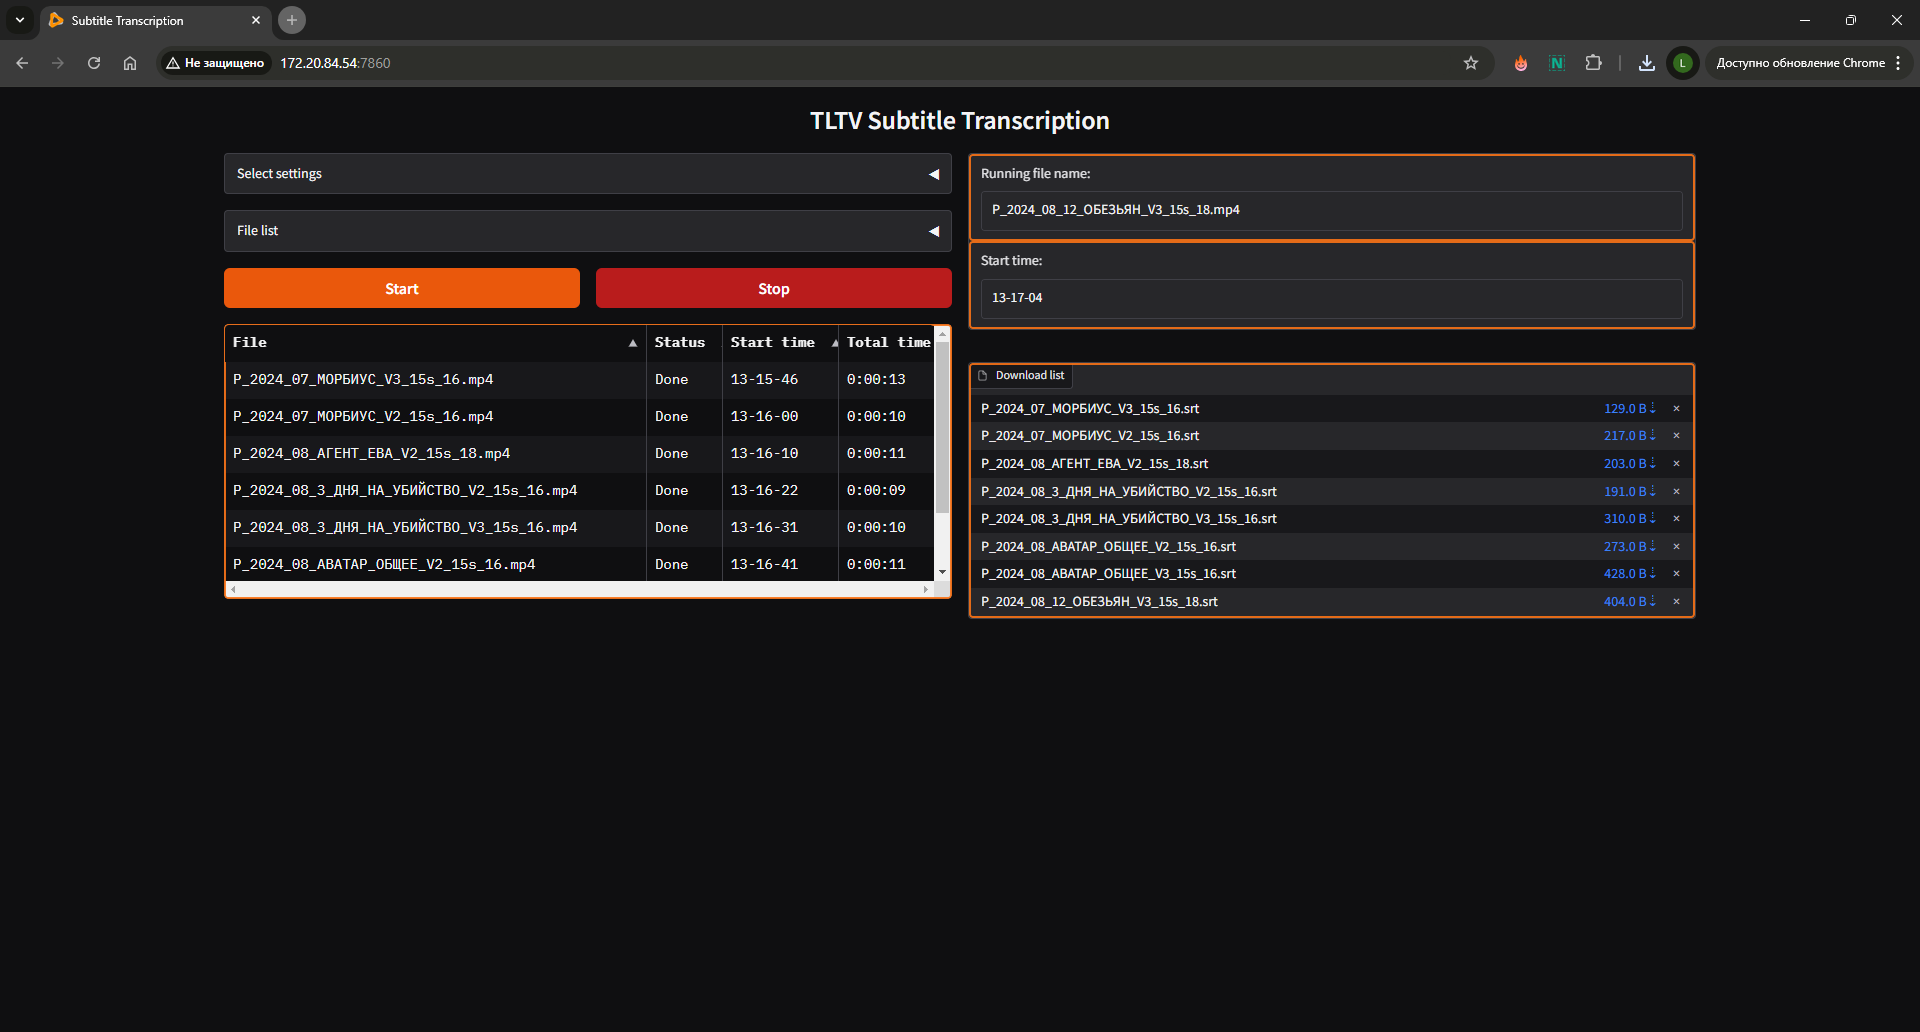 Subtitle Transcription
Не защищено
172.20.84.54:7860
L
Доступно обновление Chrome
TLTV Subtitle Transcription
Select settings
File list
Start
Stop
File
Status
Start time
Total time
P_2024_07_МОРБИУС_V3_15s_16.mp4
Done
13-15-46
0:00:13
P_2024_07_МОРБИУС_V2_15s_16.mp4
Done
13-16-00
0:00:10
P_2024_08_АГЕНТ_ЕВА_V2_15s_18.mp4
Done
13-16-10
0:00:11
P_2024_08_3_ДНЯ_НА_УБИЙСТВО_V2_15s_16.mp4
Done
13-16-22
0:00:09
P_2024_08_3_ДНЯ_НА_УБИЙСТВО_V3_15s_16.mp4
Done
13-16-31
0:00:10
P_2024_08_АВАТАР_ОБЩЕЕ_V2_15s_16.mp4
Done
13-16-41
0:00:11
Running file name:
P_2024_08_12_ОБЕЗЬЯН_V3_15s_18.mp4
Start time:
13-17-04
Download list
P_2024_07_МОРБИУС_V3_15s_16.srt
129.0 B
P_2024_07_МОРБИУС_V2_15s_16.srt
217.0 B
P_2024_08_АГЕНТ_ЕВА_V2_15s_18.srt
203.0 B
P_2024_08_3_ДНЯ_НА_УБИЙСТВО_V2_15s_16.srt
191.0 B
P_2024_08_3_ДНЯ_НА_УБИЙСТВО_V3_15s_16.srt
310.0 B
P_2024_08_АВАТАР_ОБЩЕЕ_V2_15s_16.srt
273.0 B
P_2024_08_АВАТАР_ОБЩЕЕ_V3_15s_16.srt
428.0 B
P_2024_08_12_ОБЕЗЬЯН_V3_15s_18.srt
404.0 B